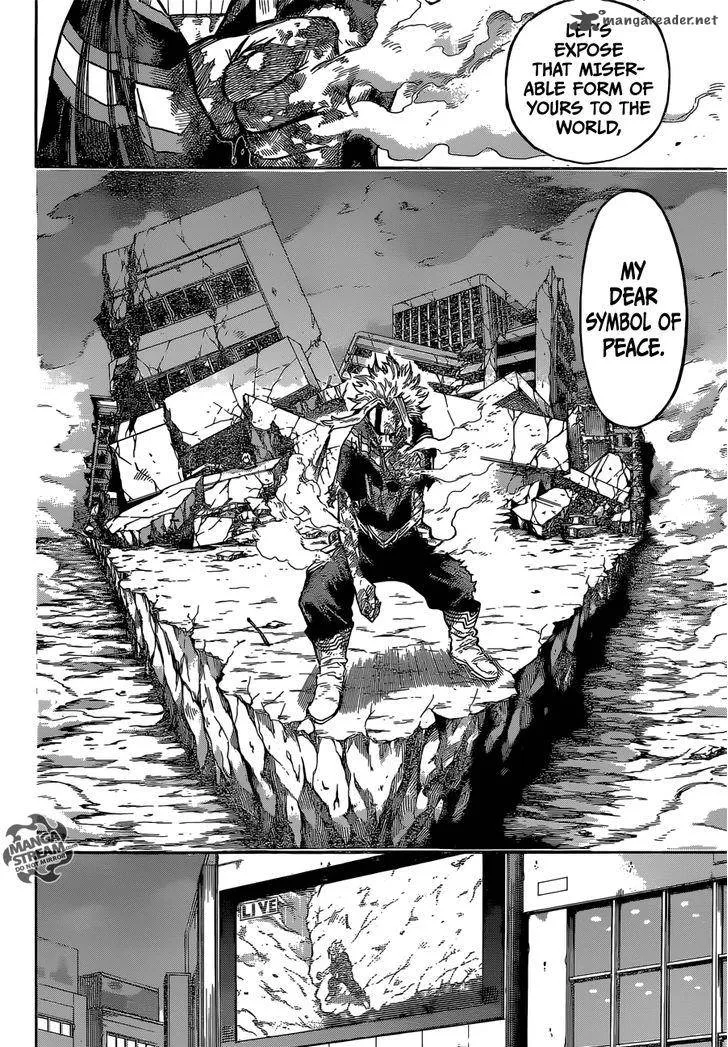 mangareader.net
LET'S
EXPOSE
THAT MISER-
ABLE FORM OF
YOURS TO THE
WORLD,
MY
DEAR
SYMBOL OF
PEACE.
MANGA
STREAM
DO NOT MIRROR
LIVE